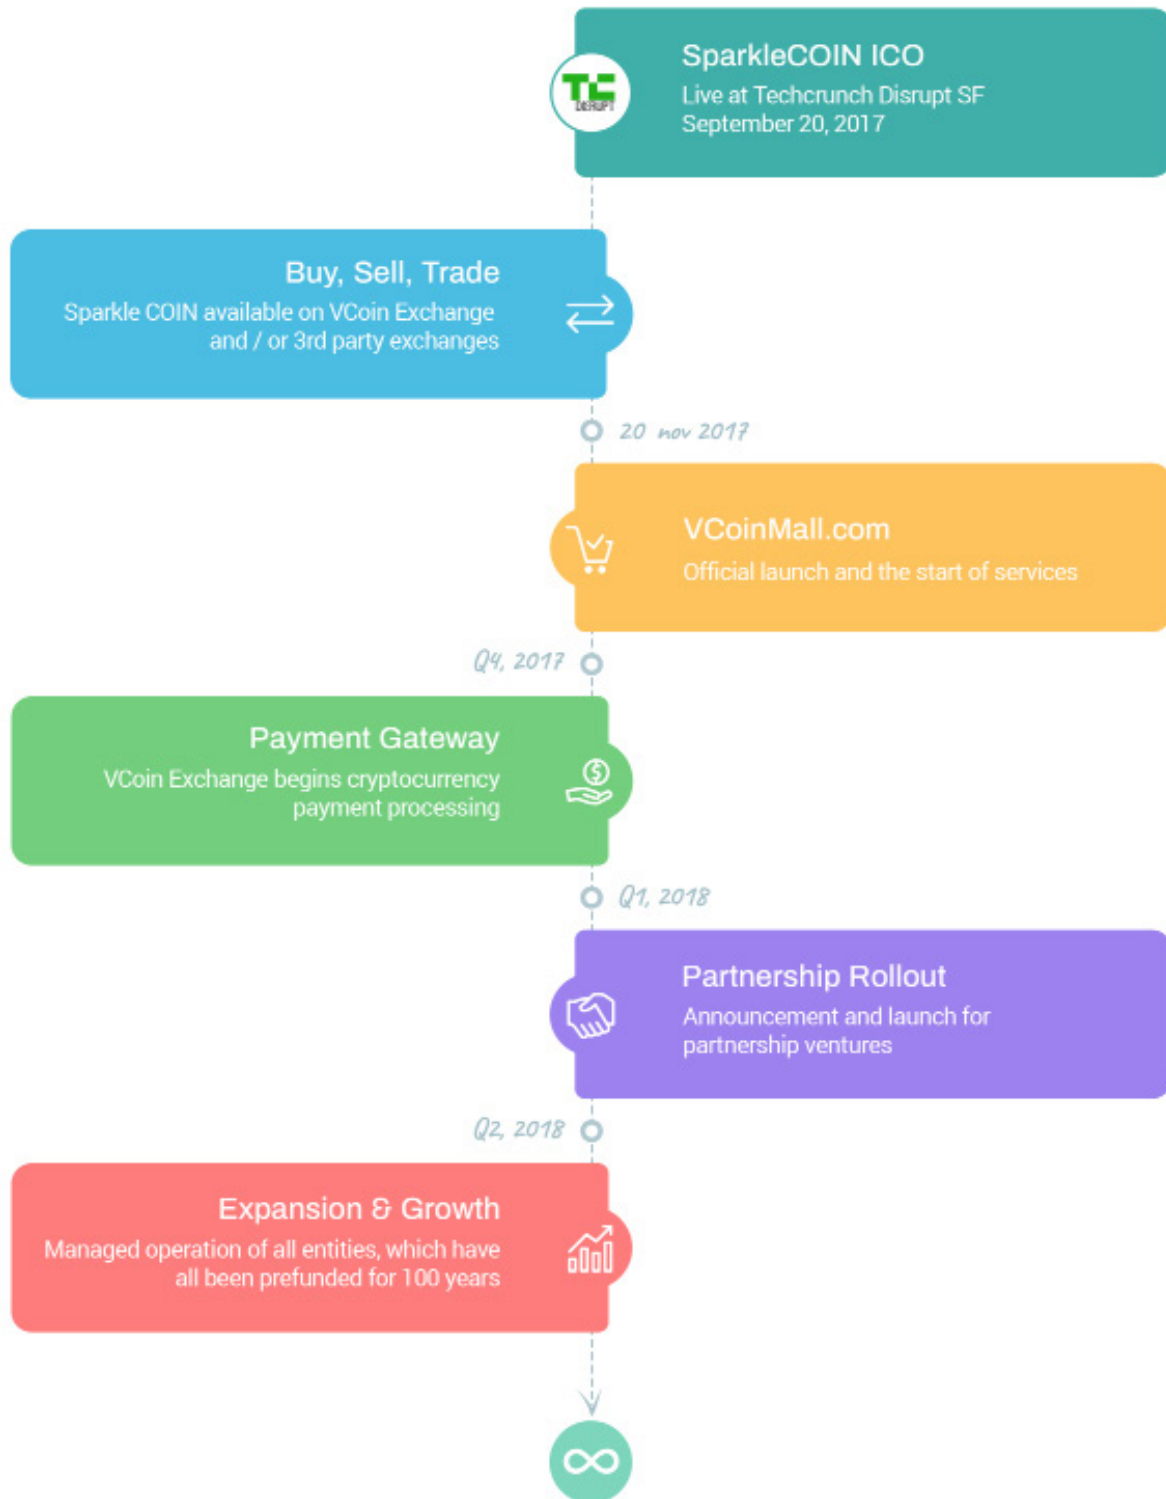 SparkleCOIN ICO
TC
DISRUPT
Live at Techcrunch Disrupt SF
September 20, 2017
Buy, Sell, Trade
Sparkle COIN available on VCoin Exchange
and / or 3rd party exchanges
20 nov 2017
VCoinMall.com
Official launch and the start of services
Q4, 2017
Payment Gateway
VCoin Exchange begins cryptocurrency
payment processing
Q1, 2018
Partnership Rollout
Announcement and launch for
partnership ventures
Q2, 2018
Expansion & Growth
Managed operation of all entities, which have
all been prefunded for 100 years